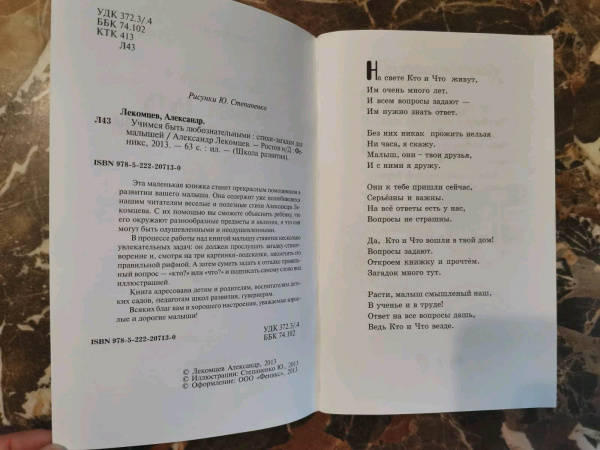 УДК 372.3/.4
ББК 74.102
КТК 413
Л43
Рисунки Ю. Степаненко
Лекомцев, Александр.
Л43 Учимся быть любознательными : стихи-загадки для
малышей / Александр Лекомцев. — Ростов н/Д : Фе-
никс, 2013. — 63 с. : ил. — (Школа развития).
ISBN 978-5-222-20713-0
Эта маленькая книжка станет прекрасным помощником в
развитии вашего малыша. Она содержит уже полюбившиеся
нашим читателям веселые и полезные стихи Александра Ле-
комцева. С их помощью вы сможете объяснить ребенку, что
его окружают разнообразные предметы и явления, и что они
могут быть одушевленными и неодушевленными.
В процессе работы над книгой малышу ставится несколько
увлекательных задач: он должен прослушать загадку-стихо-
творение и, смотря на три картинки-подсказки, закончить его
правильной рифмой. А затем суметь задать к отгадке правиль-
ный вопрос — «кто?» или «что?» и подписать самому слово под
иллюстрацией.
Книга адресована детям и родителям, воспитателям дет-
ских садов, педагогам школ развития, гувернерам.
Всяких благ вам и хорошего настроения, уважаемые взрос-
лые и дорогие малыши!
УДК 372.3/.4
ISBN 978-5-222-20713-0 ББК 74.102
© Лекомцев Александр, 2013
© Иллюстрации: Степаненко Ю., 2013
© Оформление: ООО «Феникс», 2013
На свете Кто и Что живут,
Им очень много лет.
И всем вопросы задают —
Им нужно знать ответ.
Без них никак прожить нельзя
Ни часа, я скажу.
Малыш, они – твои друзья,
И с ними я дружу.
Они к тебе пришли сейчас,
Серьёзны и важны.
На всё ответы есть у нас,
Вопросы не страшны.
Да, Кто и Что вошли в твой дом!
Вопросы задают.
Откроем книжку и прочтём.
Загадок много тут.
Расти, малыш смышленый наш,
В ученье и в труде!
Ответ на все вопросы дашь,
Ведь Кто и Что везде.